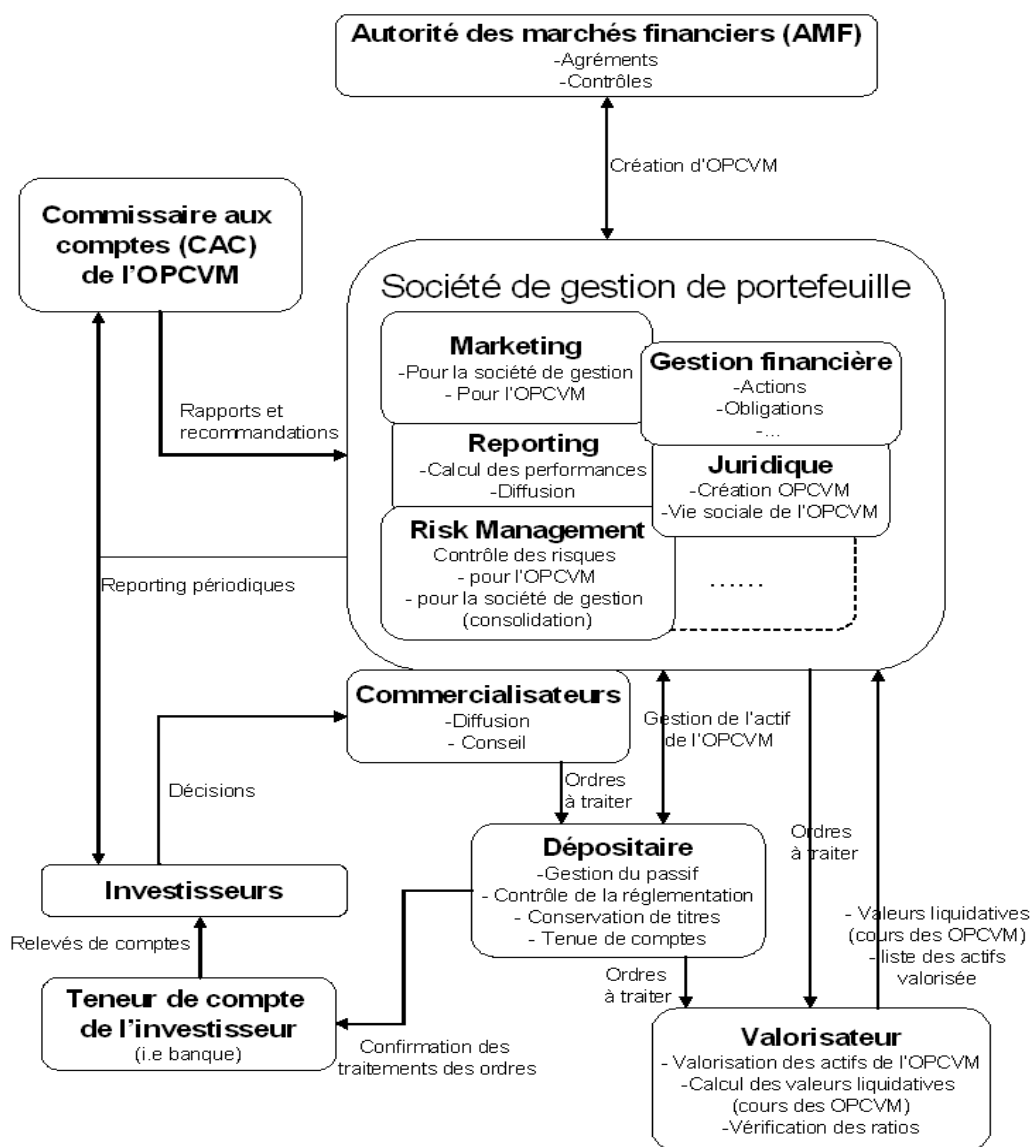 Autorité des marchés financiers (AMF)
-Agréments
-Contrôles
Création d'OPCVM
Commissaire aux
comptes (CAC)
de l'OPCVM
Société de gestion de portefeuille
Marketing
-Pour la société de gestion
- Pour l'OPCVM
Gestion financière
-Actions
-Obligations
-...
Rapports et
recommandations
Reporting
-Calcul des performances
-Diffusion
Juridique
-Création OPCVM
-Vie sociale de l'OPCVM
Risk Management
Contrôle des risques
- pour l'OPCVM
- pour la société de gestion
(consolidation)
......
Reporting périodiques
Commercialisateurs
-Diffusion
- Conseil
Gestion de l'actif
de l'OPCVM
Décisions
Ordres
à traiter
Ordres
à traiter
Dépositaire
-Gestion du passif
- Contrôle de la réglementation
- Conservation de titres
- Tenue de comptes
Investisseurs
- Valeurs liquidatives
(cours des OPCVM)
- liste des actifs
valorisée
Relevés de comptes
Ordres
à traiter
Teneur de compte
de l'investisseur
(i.e banque)
Confirmation des
traitements des ordres
Valorisateur
- Valorisation des actifs de l'OPCVM
-Calcul des valeurs liquidatives
(cours des OPCVM)
-Vérification des ratios